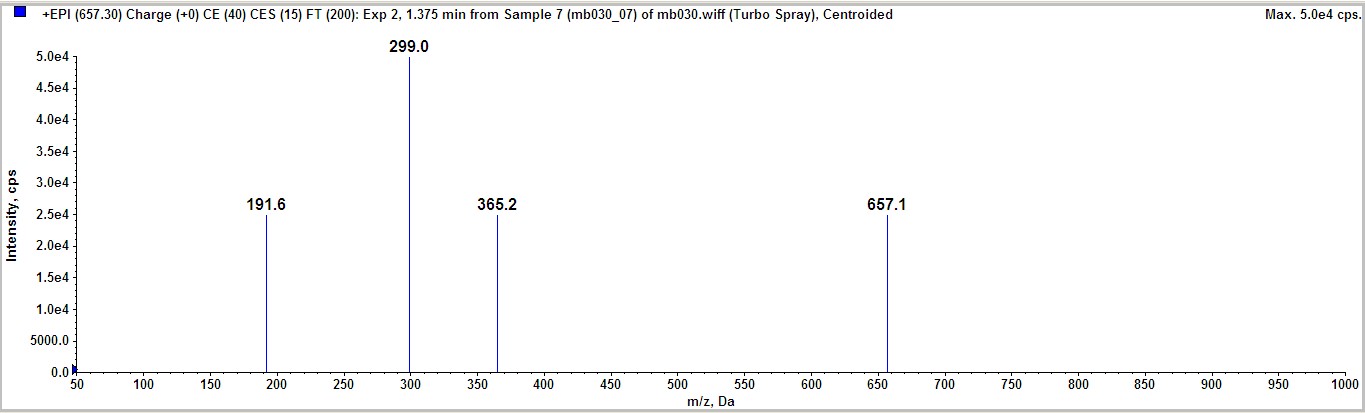 +EPI (657.30) Charge (+0) CE (40) CES (15) FT (200): Exp 2, 1.375 min from Sample 7 (mb030_07) of mb030.wiff (Turbo Spray), Centroided
Max. 5.0e4 cps.
299.0
5.0e4
4.5e4
4.0e4
3.5e4
3.0e4
2.5e4
2.0e4
1.5e4
1.0e4
5000.0
0.0
Intensity, cps
191.6
365.2
657.1
50 100 150 200 250 300 350 400 450 500 550 600 650 700 750 800 850 900 950 1000
m/z, Da